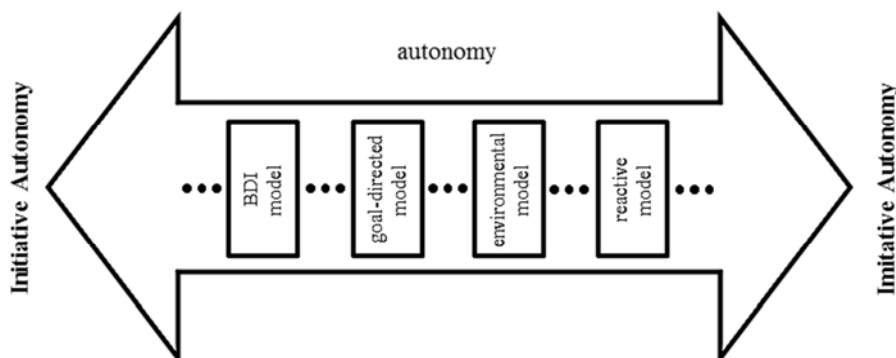 autonomy
Initiative Autonomy
BDI
model
goal-directed
model
environmental
model
reactive
model
Imitative Autonomy